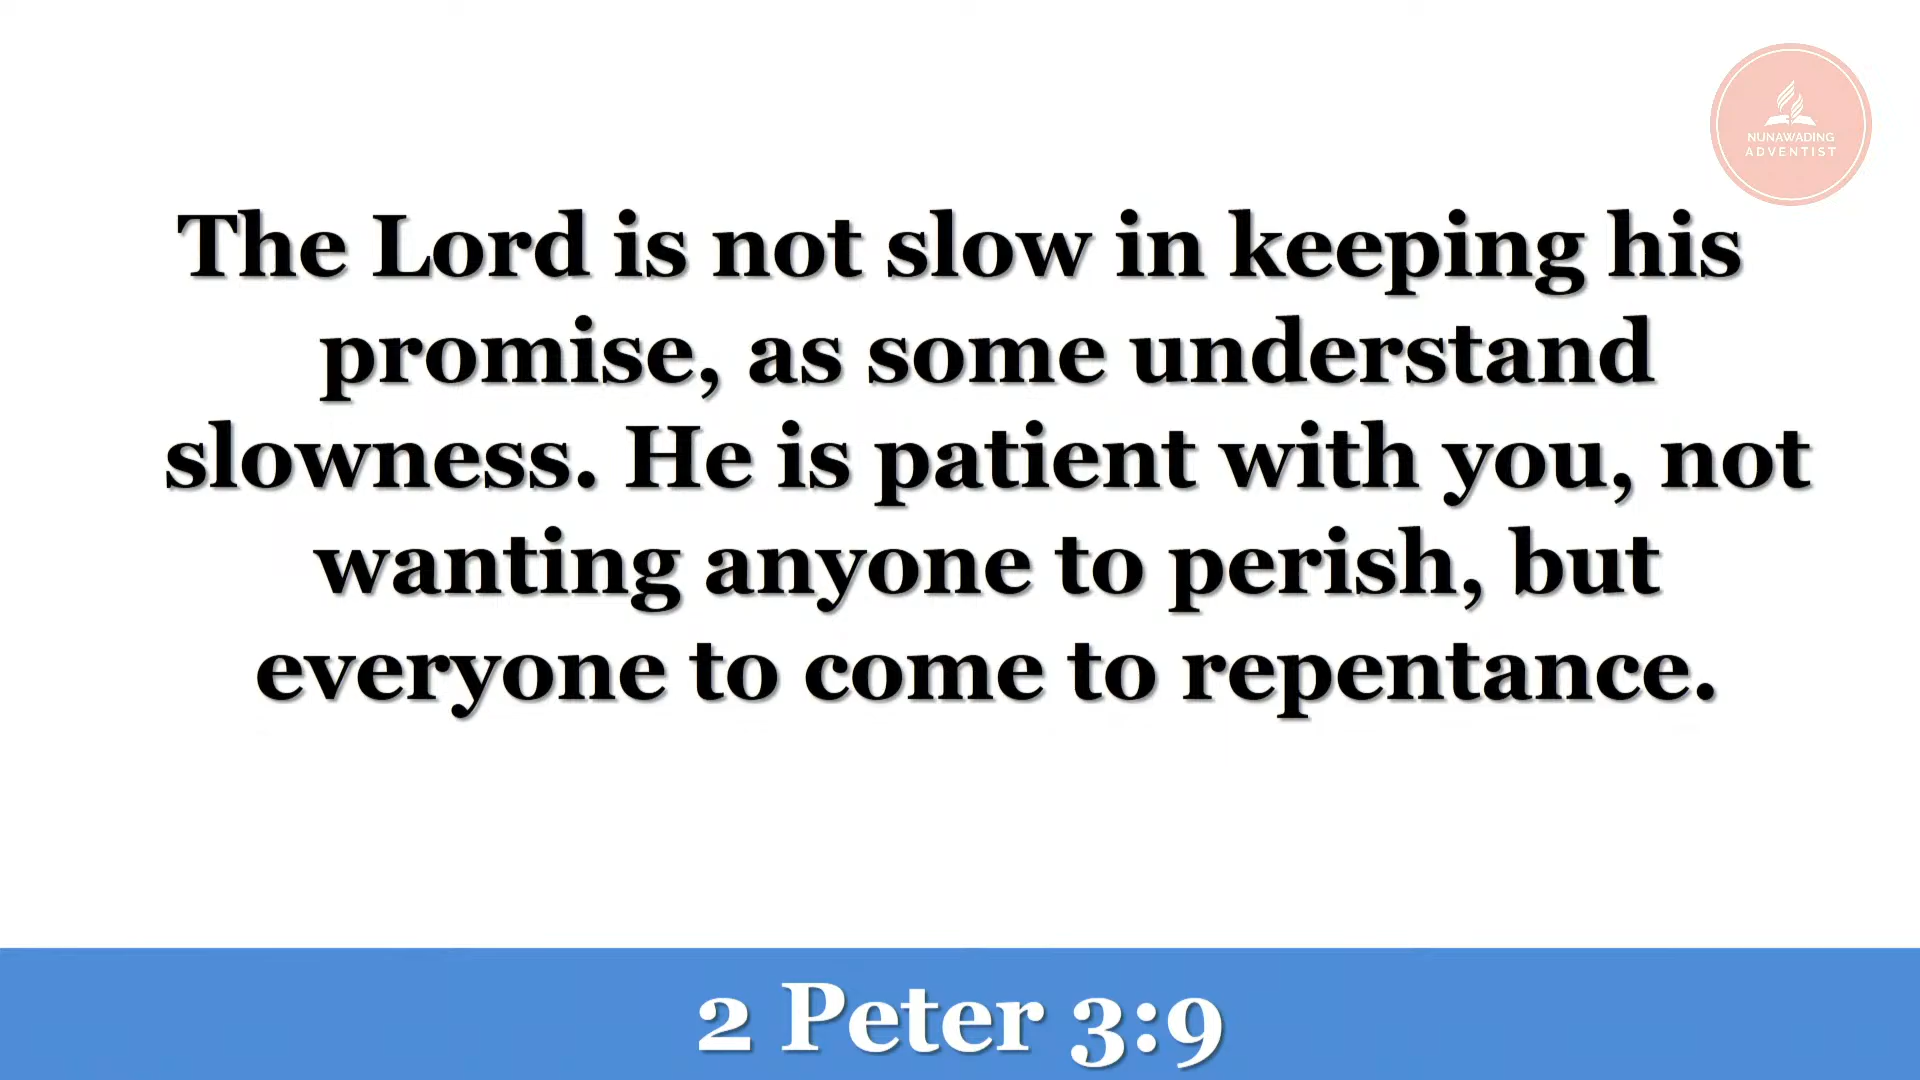 NUNAWADING
ADVENTIST
The Lord is not slow in keeping his
promise, as some understand
slowness. He is patient with you, not
wanting anyone to perish, but
everyone to come to repentance.
2 Peter 3:9